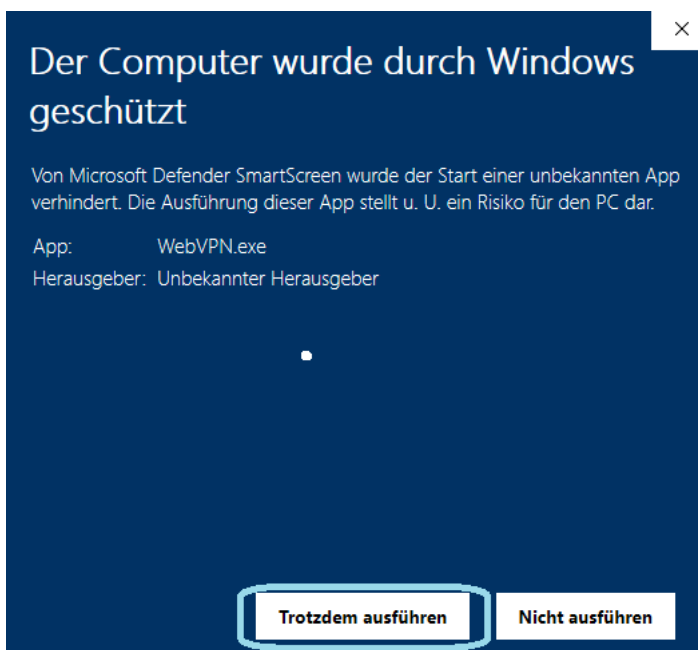 Der Computer wurde durch Windows
geschützt
Von Microsoft Defender SmartScreen wurde der Start einer unbekannten App
verhindert. Die Ausführung dieser App stellt u. U. ein Risiko für den PC dar.
App: WebVPN.exe
Herausgeber: Unbekannter Herausgeber
Trotzdem ausführen Nicht ausführen